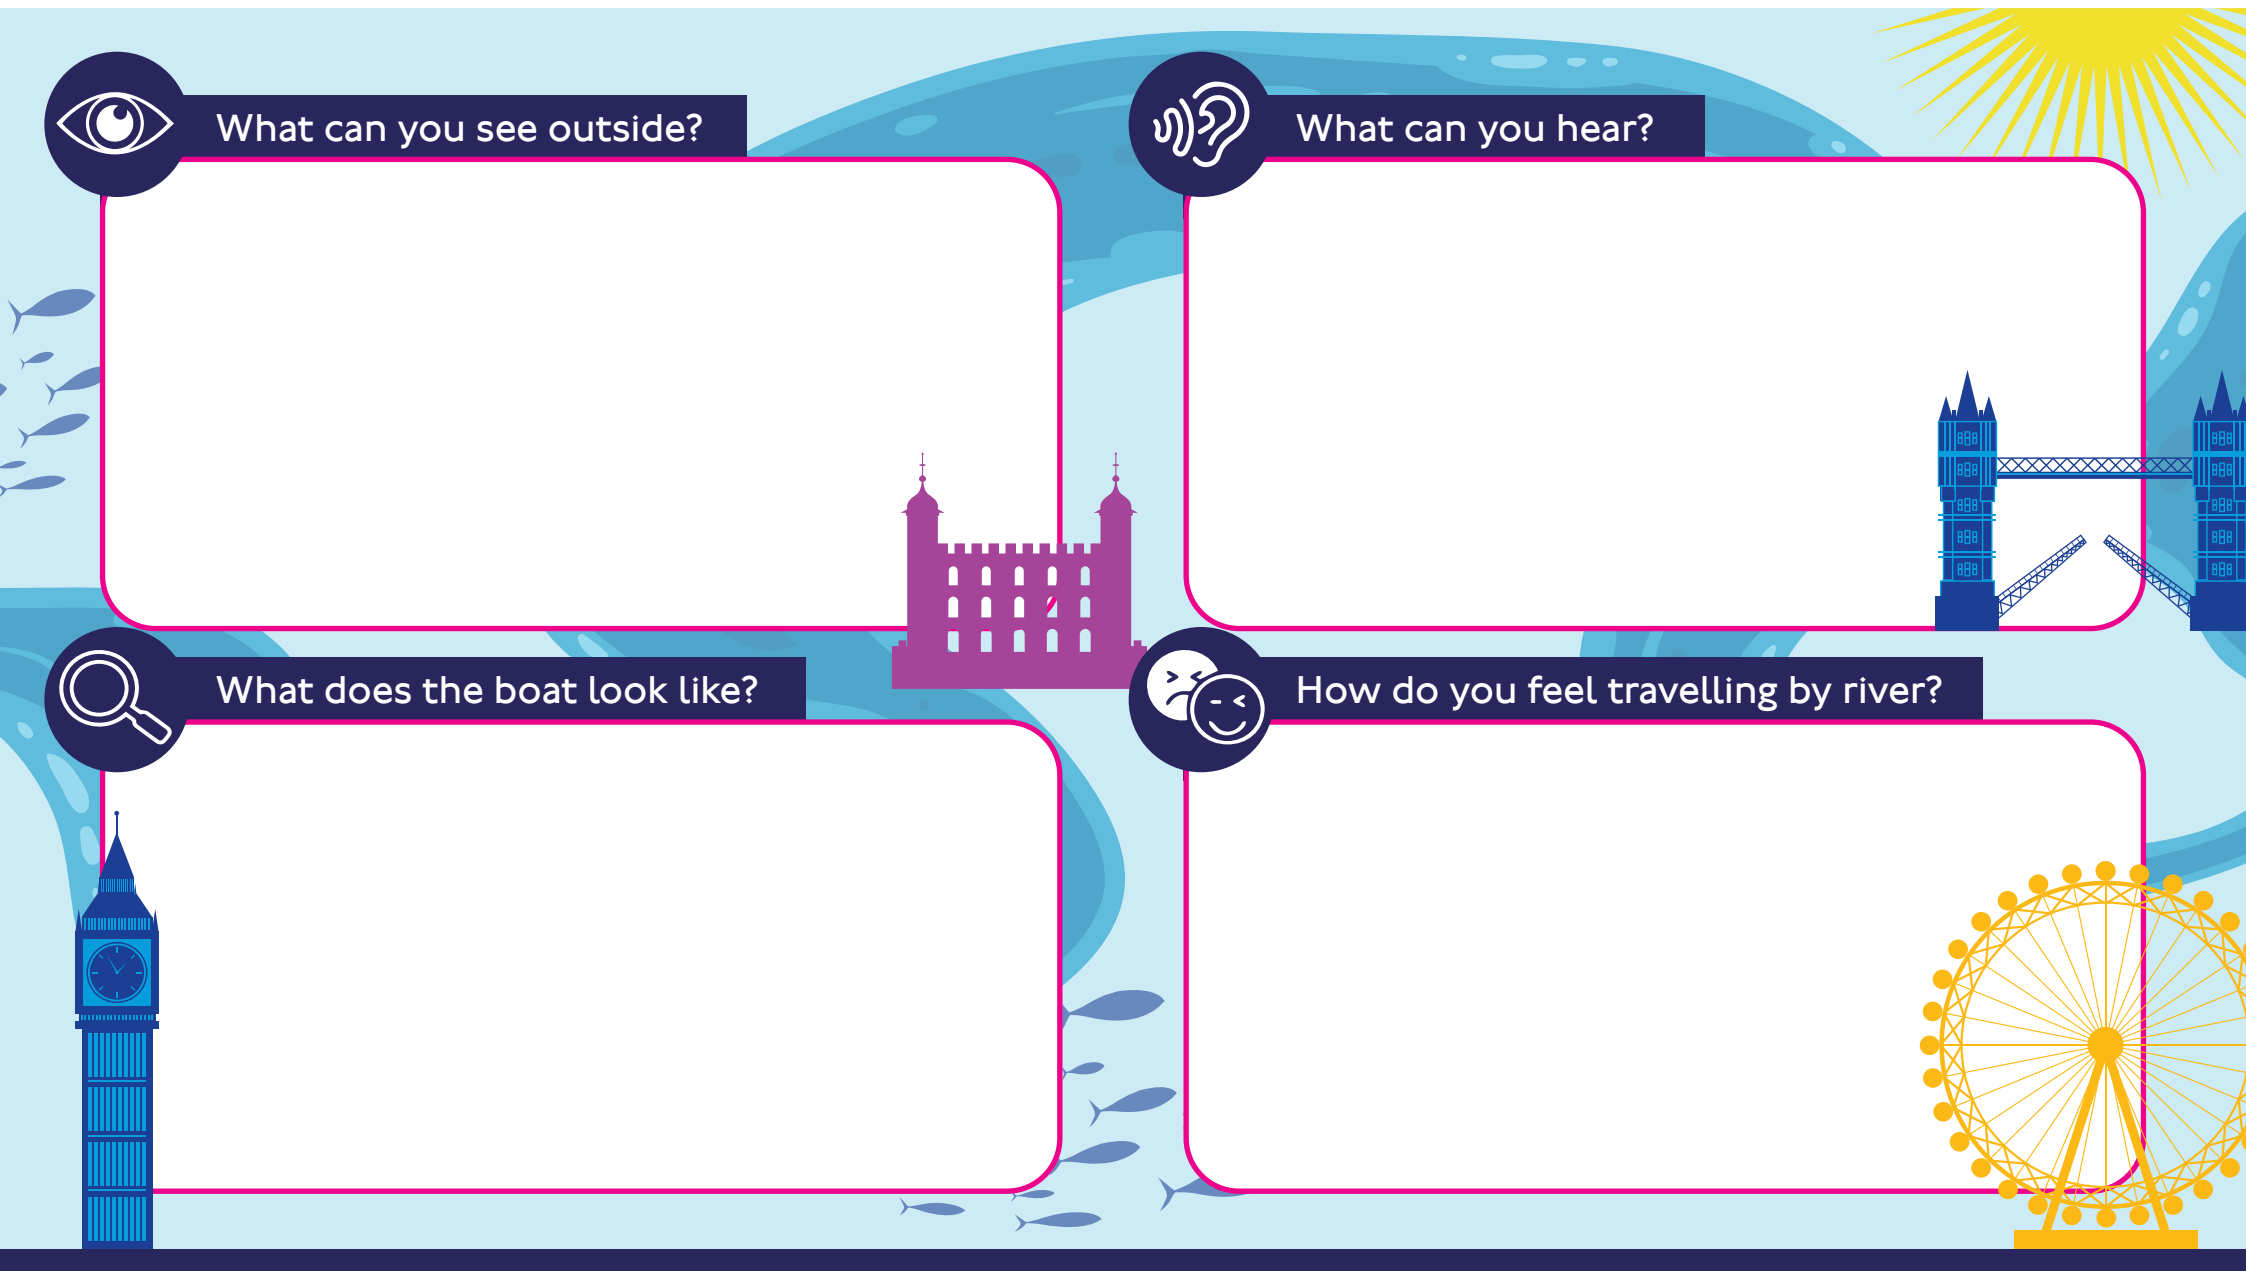 What can you see outside?
What can you hear?
What does the boat look like?
How do you feel travelling by river?